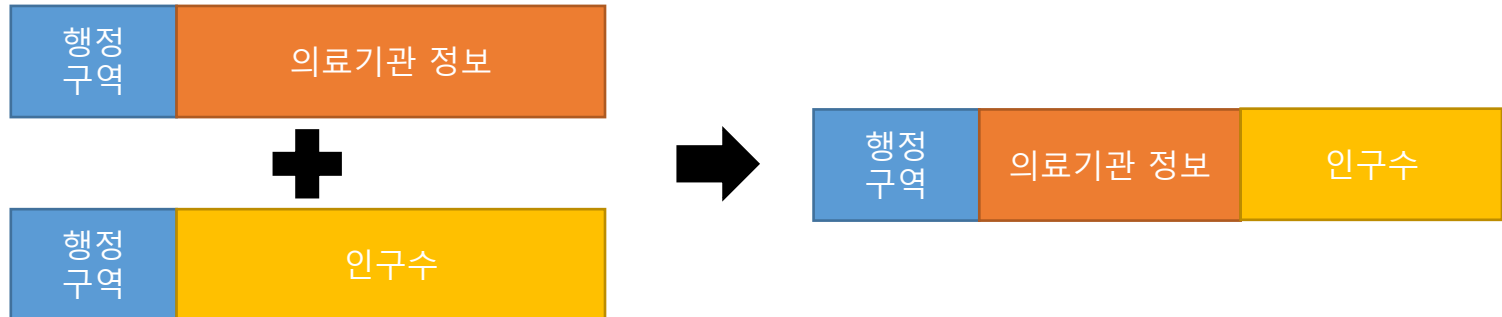 행정
구역
의료기관 정보
행정
구역
인구수
행정
구역
의료기관 정보
인구수